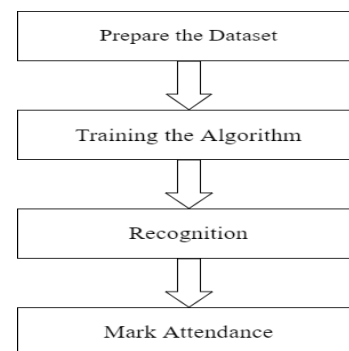 Prepare the Dataset
Training the Algorithm
Recognition
Mark Attendance